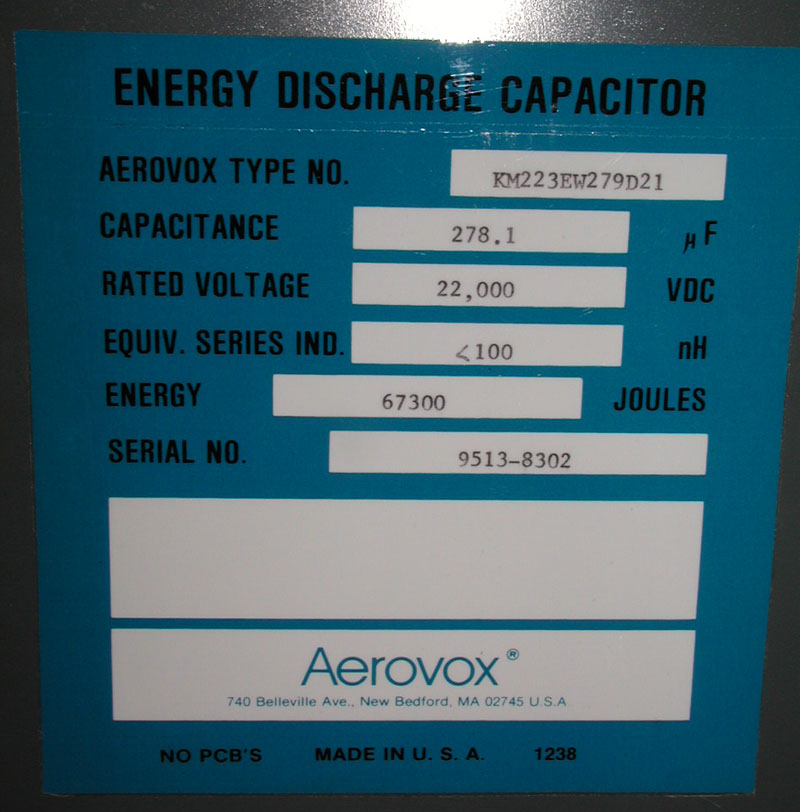 ENERGY DISCHARGE CAPACITOR
AEROVOX TYPE NO. KM223EW279D21
CAPACITANCE 278.1 µF
RATED VOLTAGE 22,000 VDC
EQUIV. SERIES IND. <100 nH
ENERGY 67300 JOULES
SERIAL NO. 9513-8302
Aerovox®
740 Belleville Ave., New Bedford, MA 02745 U.S.A
NO PCB'S MADE IN U. S. A. 1238